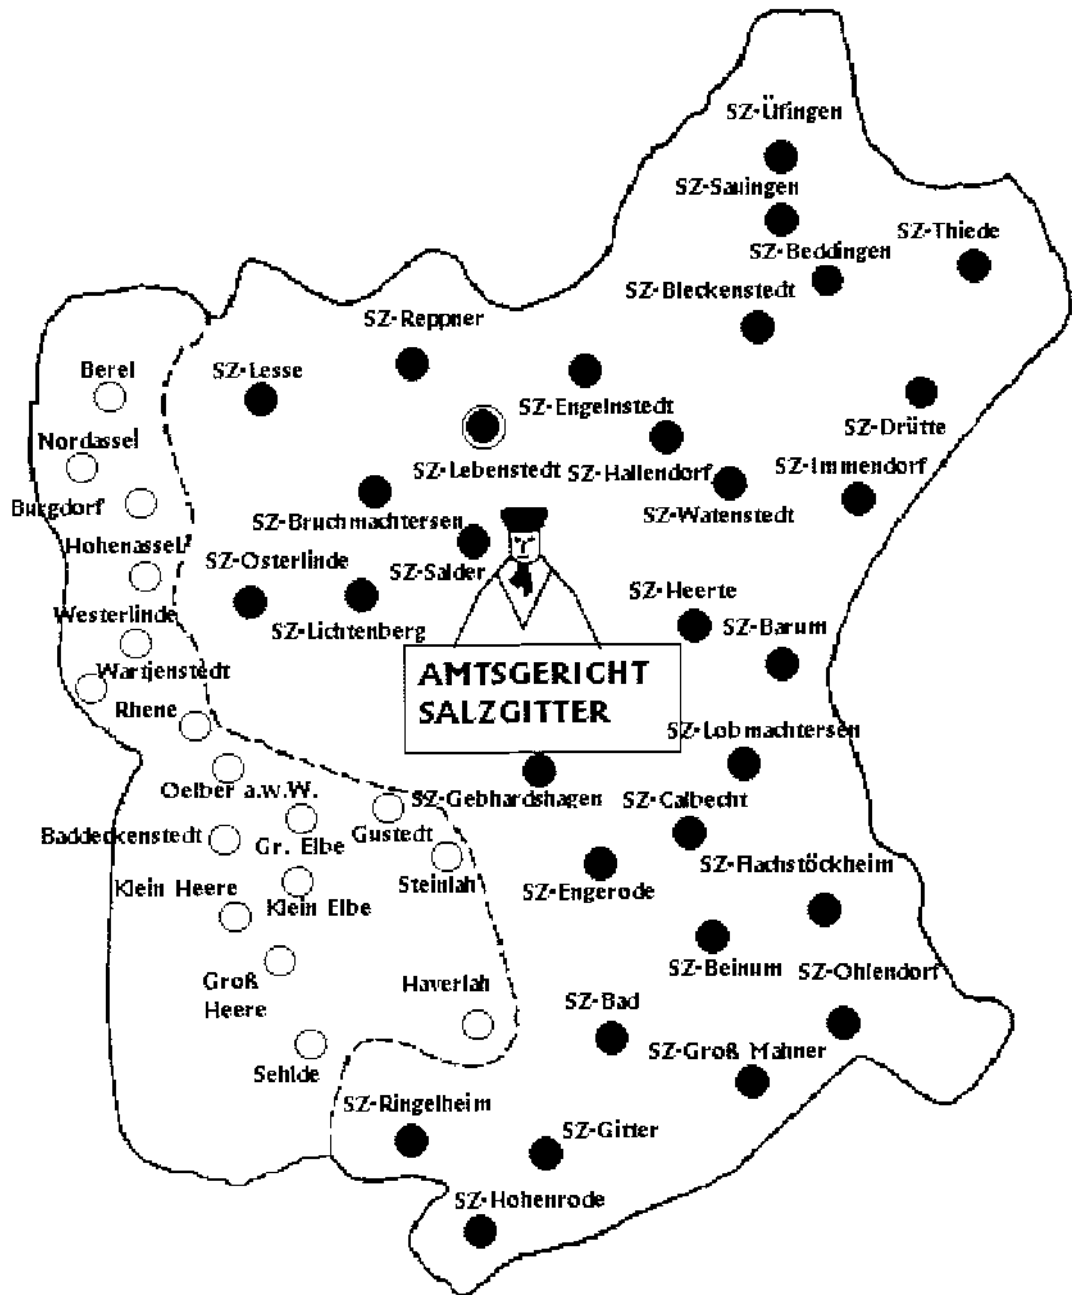 SZ-Üfingen
SZ-Sauingen
SZ-Thiede
SZ-Beddingen
SZ-Bleckenstedt
SZ-Reppner
Berel
SZ-Lesse
SZ-Engelnstedt
SZ-Drütte
Nordassel
SZ-Lebenstedt
SZ-Hallendorf
SZ-Immendorf
Burgdorf
SZ-Bruchmachtersen
SZ-Watenstedt
Hohenassel
SZ-Osterlinde
SZ-Salder
SZ-Heerte
Westerlinde
SZ-Lichtenberg
SZ-Barum
Wartjenstedt
AMTSGERICHT
SALZGITTER
Rhene
SZ-Lobmachtersen
Oelber a.w.W.
SZ-Gebhardshagen
SZ-Calbecht
Baddeckenstedt
Gr. Elbe
Gustedt
SZ-Flachstöckheim
Klein Heere
Steinlah
SZ-Engerode
Klein Elbe
SZ-Beinum
SZ-Ohlendorf
Groß
Heere
Haverlah
SZ-Bad
SZ-Groß Mahner
Sehlde
SZ-Ringelheim
SZ-Gitter
SZ-Hohenrode